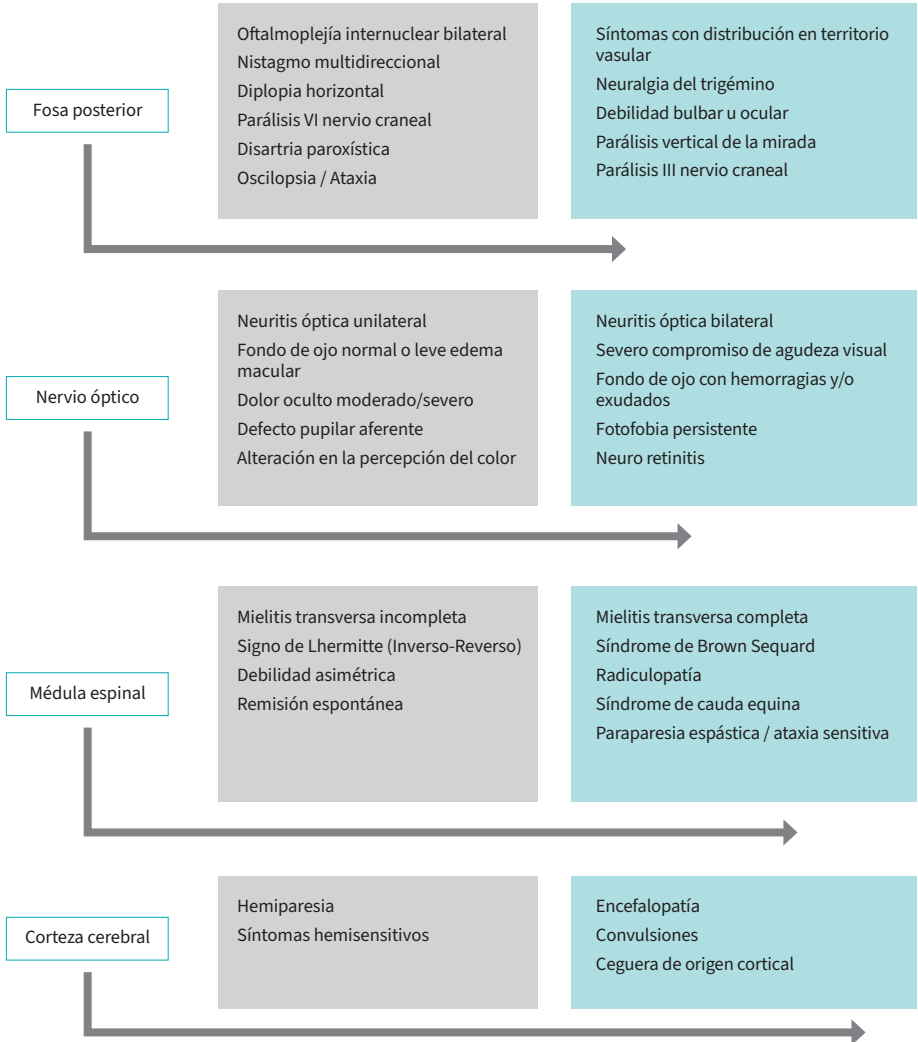 Fosa posterior
Oftalmoplejía internuclear bilateral
Nistagmo multidireccional
Diplopia horizontal
Parálisis VI nervio craneal
Disartria paroxística
Oscilopsia / Ataxia
Síntomas con distribución en territorio
vasular
Neuralgia del trigémino
Debilidad bulbar u ocular
Parálisis vertical de la mirada
Parálisis III nervio craneal
Nervio óptico
Neuritis óptica unilateral
Fondo de ojo normal o leve edema
macular
Dolor oculto moderado/severo
Defecto pupilar aferente
Alteración en la percepción del color
Neuritis óptica bilateral
Severo compromiso de agudeza visual
Fondo de ojo con hemorragias y/o
exudados
Fotofobia persistente
Neuro retinitis
Médula espinal
Mielitis transversa incompleta
Signo de Lhermitte (Inverso-Reverso)
Debilidad asimétrica
Remisión espontánea
Mielitis transversa completa
Síndrome de Brown Sequard
Radiculopatía
Síndrome de cauda equina
Paraparesia espástica / ataxia sensitiva
Corteza cerebral
Hemiparesia
Síntomas hemisensitivos
Encefalopatía
Convulsiones
Ceguera de origen cortical